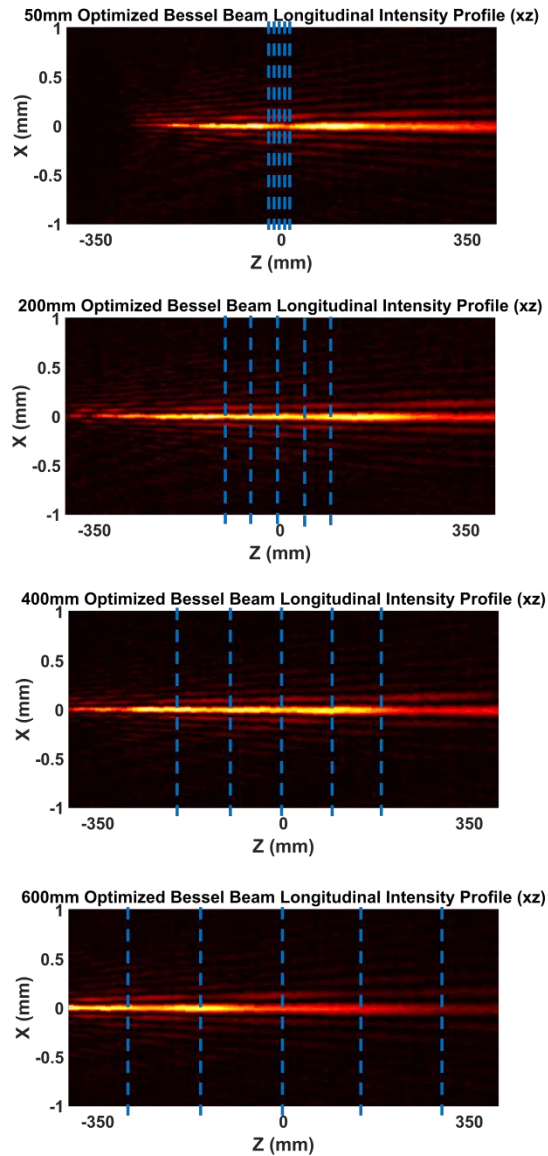 50mm Optimized Bessel Beam Longitudinal Intensity Profile (xz)
1
0.5
0
-0.5
-1
X (mm)
-350 0 350
Z (mm)
200mm Optimized Bessel Beam Longitudinal Intensity Profile (xz)
1
0.5
0
-0.5
-1
X (mm)
-350 0 350
Z (mm)
400mm Optimized Bessel Beam Longitudinal Intensity Profile (xz)
1
0.5
0
-0.5
-1
X (mm)
-350 0 350
Z (mm)
600mm Optimized Bessel Beam Longitudinal Intensity Profile (xz)
1
0.5
0
-0.5
-1
X (mm)
-350 0 350
Z (mm)